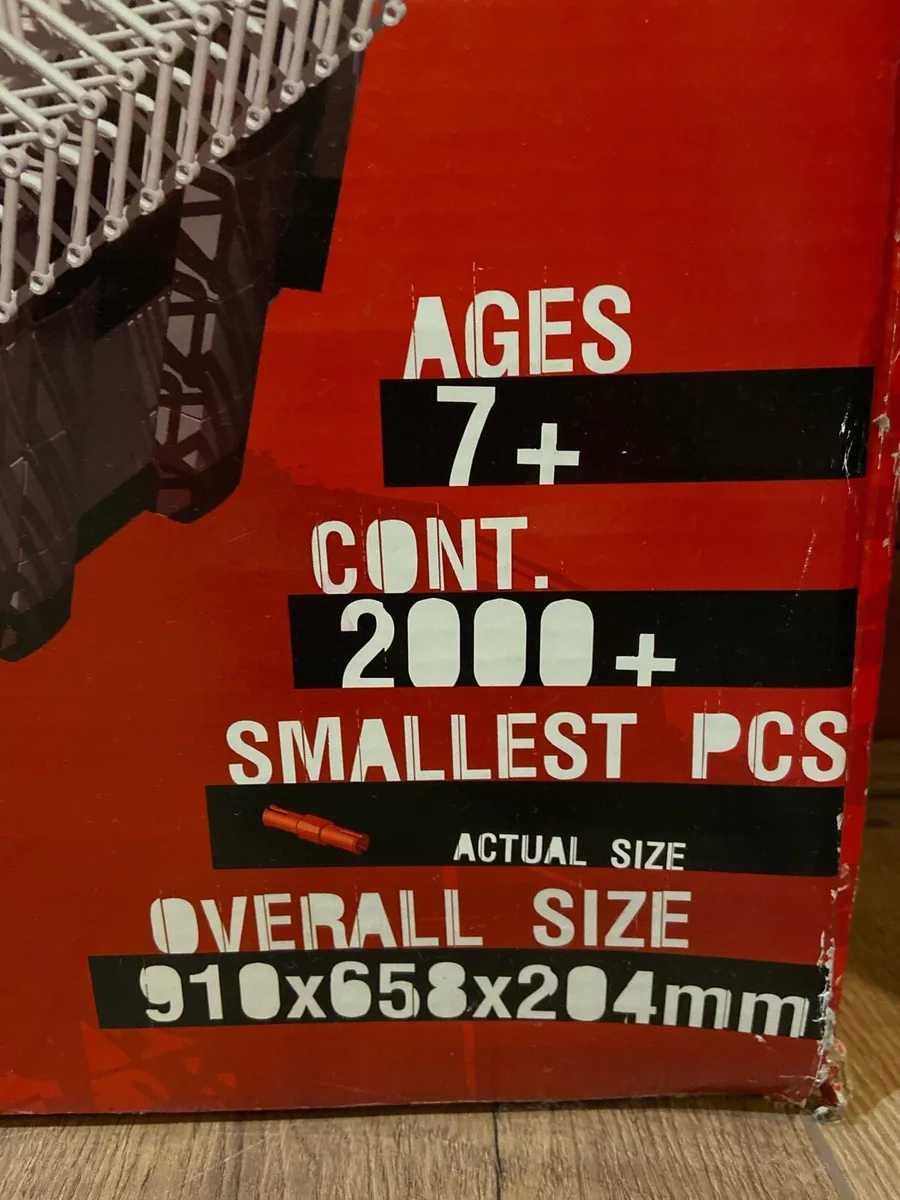 AGES
7+
CONT.
2000+
SMALLEST PCS
ACTUAL SIZE
OVERALL SIZE
910x658x204mm